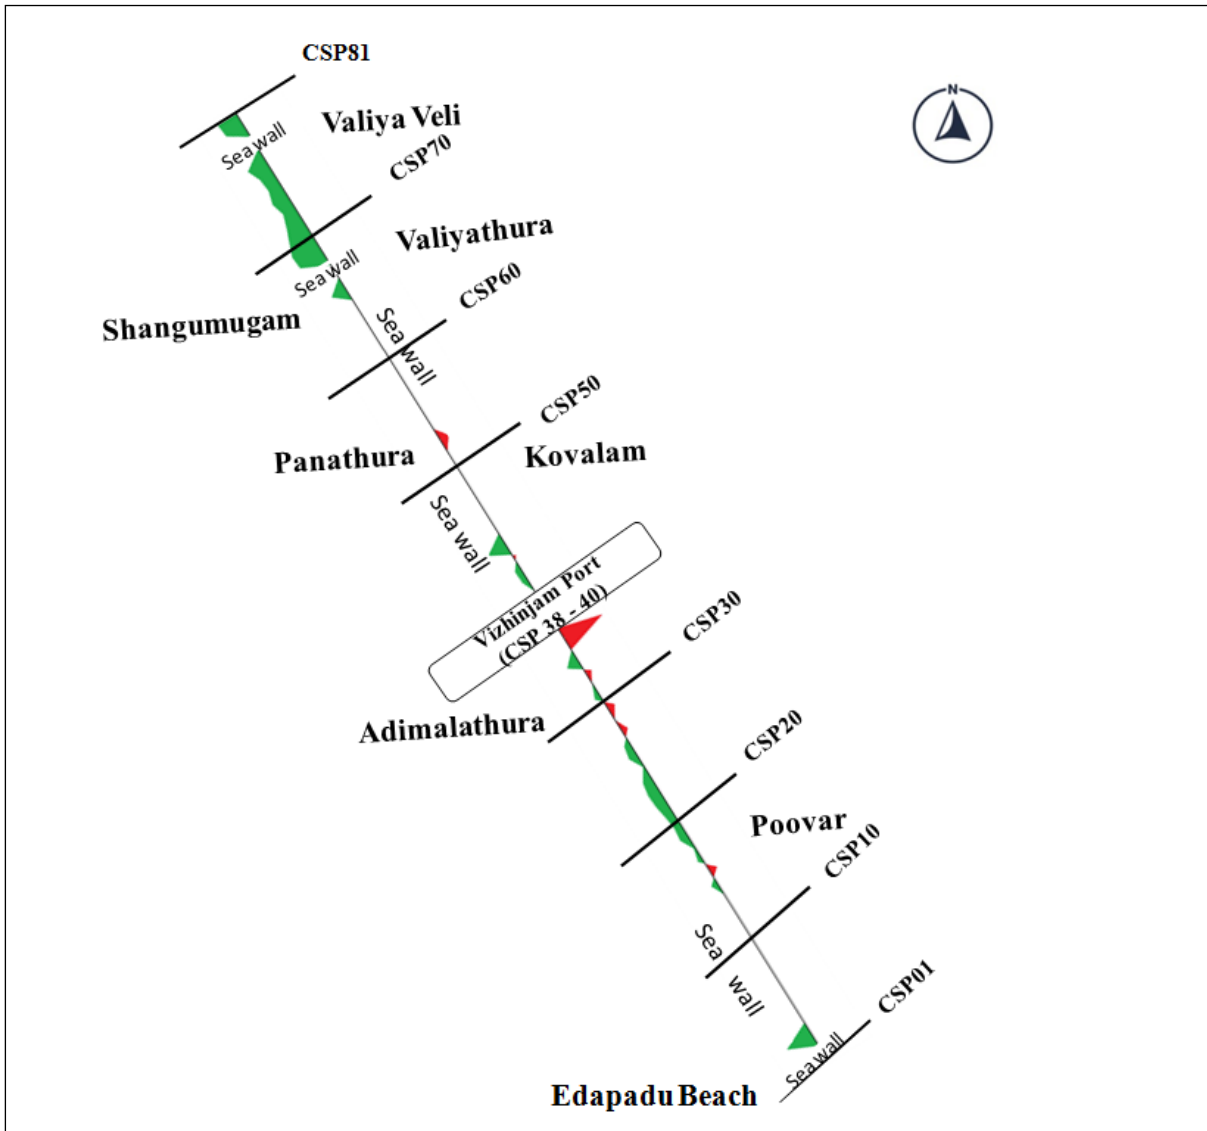 CSP81
N
Valiya Veli
Sea wall
CSP70
Valiyathura
Sea wall
CSP60
Shangumugam
Sea wall
CSP50
Panathura
Kovalam
Sea wall
Vizhinjam Port
(CSP 38 - 40)
CSP30
Adimalathura
CSP20
Poovar
CSP10
Sea wall
CSP01
Sea wall
Edapadu Beach